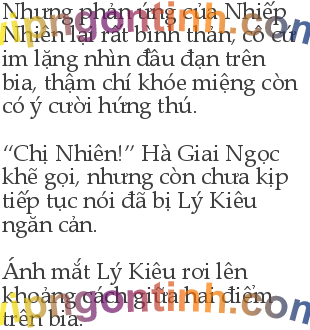 Nhưng phản ứng của Nhiếp
Nhiên lại rất bình thản, cô cứ
im lặng nhìn đầu đạn trên
bia, thậm chí khóe miệng còn
có ý cười hứng thú.
“Chị Nhiên!” Hà Giai Ngọc
khẽ gọi, nhưng còn chưa kịp
tiếp tục nói đã bị Lý Kiêu
ngăn cản.
Ánh mắt Lý Kiêu rơi lên
khoảng cách giữa hai điểm
trên bia.
vipngontinh.com
vipngontinh.com